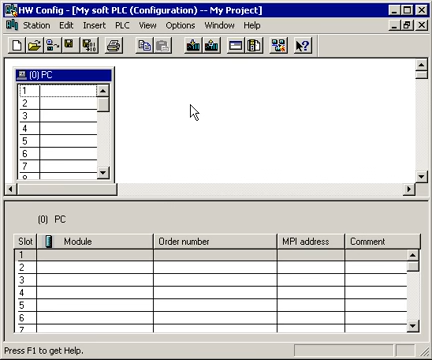 HW Config - [My soft PLC (Configuration) -- My Project]
Station Edit Insert PLC View Options Window Help
(0) PC
1
2
3
4
5
6
7
(0) PC
Slot Module Order number MPI address Comment
1
2
3
4
5
6
7
Press F1 to get Help.